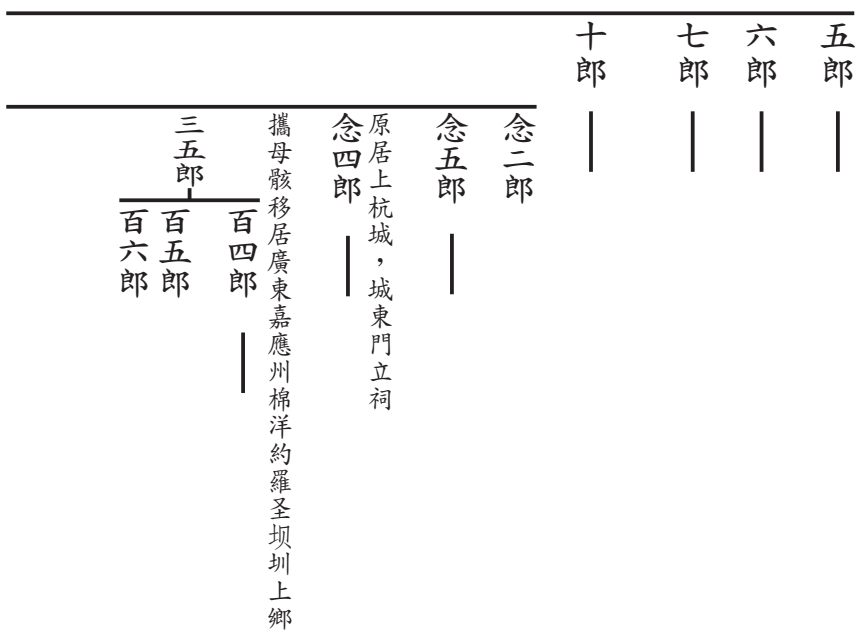 五郎
六郎
七郎
十郎
念二郎
念五郎
原居上杭城，城東門立祠
念四郎
攜母骸移居廣東嘉應州棉洋約羅圣坝圳上鄉
三五郎
百四郎
百五郎
百六郎